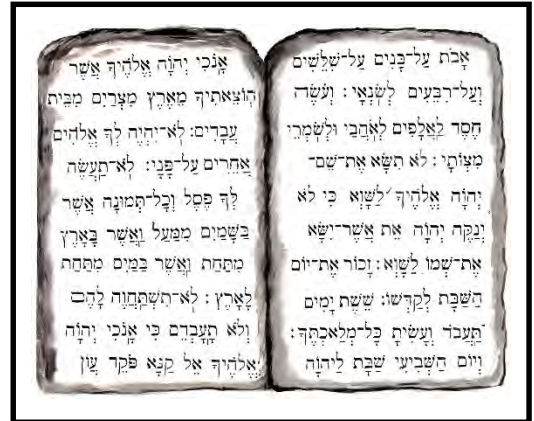 אָנֹכִי יְהוָֹה אֱלֹהֶיךָ אֲשֶׁר
הוֹצֵאתִיךָ מֵאֶרֶץ מִצְרַיִם מִבֵּית
עֲבָדִים: לֹא־יִהְיֶה לְךָ אֱלֹהִים
אֲחֵרִים עַל־פָּנָי: לֹא־תַעֲשֶׂה
לְךָ פֶסֶל וְכָל־תְּמוּנָה אֲשֶׁר
בַּשָּׁמַיִם מִמַּעַל וַאֲשֶׁר בָּאָרֶץ
מִתַּחַת וַאֲשֶׁר בַּמַּיִם מִתַּחַת
לָאָרֶץ: לֹא־תִשְׁתַּחֲוֶה לָהֶם
וְלֹא תָעָבְדֵם כִּי אָנֹכִי יְהוָֹה
אֱלֹהֶיךָ אֵל קַנָּא פֹּקֵד עֲוֹן
אָבֹת עַל־בָּנִים עַל־שִׁלֵּשִׁים
וְעַל־רִבֵּעִים לְשֹׂנְאָי: וְעֹשֶׂה
חֶסֶד לַאֲלָפִים לְאֹהֲבַי וּלְשֹׁמְרֵי
מִצְוֹתָי: לֹא תִשָּׂא אֶת־שֵׁם־
יְהוָֹה אֱלֹהֶיךָ לַשָּׁוְא כִּי לֹא
יְנַקֶּה יְהוָֹה אֵת אֲשֶׁר־יִשָּׂא
אֶת־שְׁמוֹ לַשָּׁוְא: זָכוֹר אֶת־יוֹם
הַשַּׁבָּת לְקַדְּשׁוֹ: שֵׁשֶׁת יָמִים
תַּעֲבֹד וְעָשִׂיתָ כָּל־מְלַאכְתֶּךָ:
וְיוֹם הַשְּׁבִיעִי שַׁבָּת לַיהוָֹה